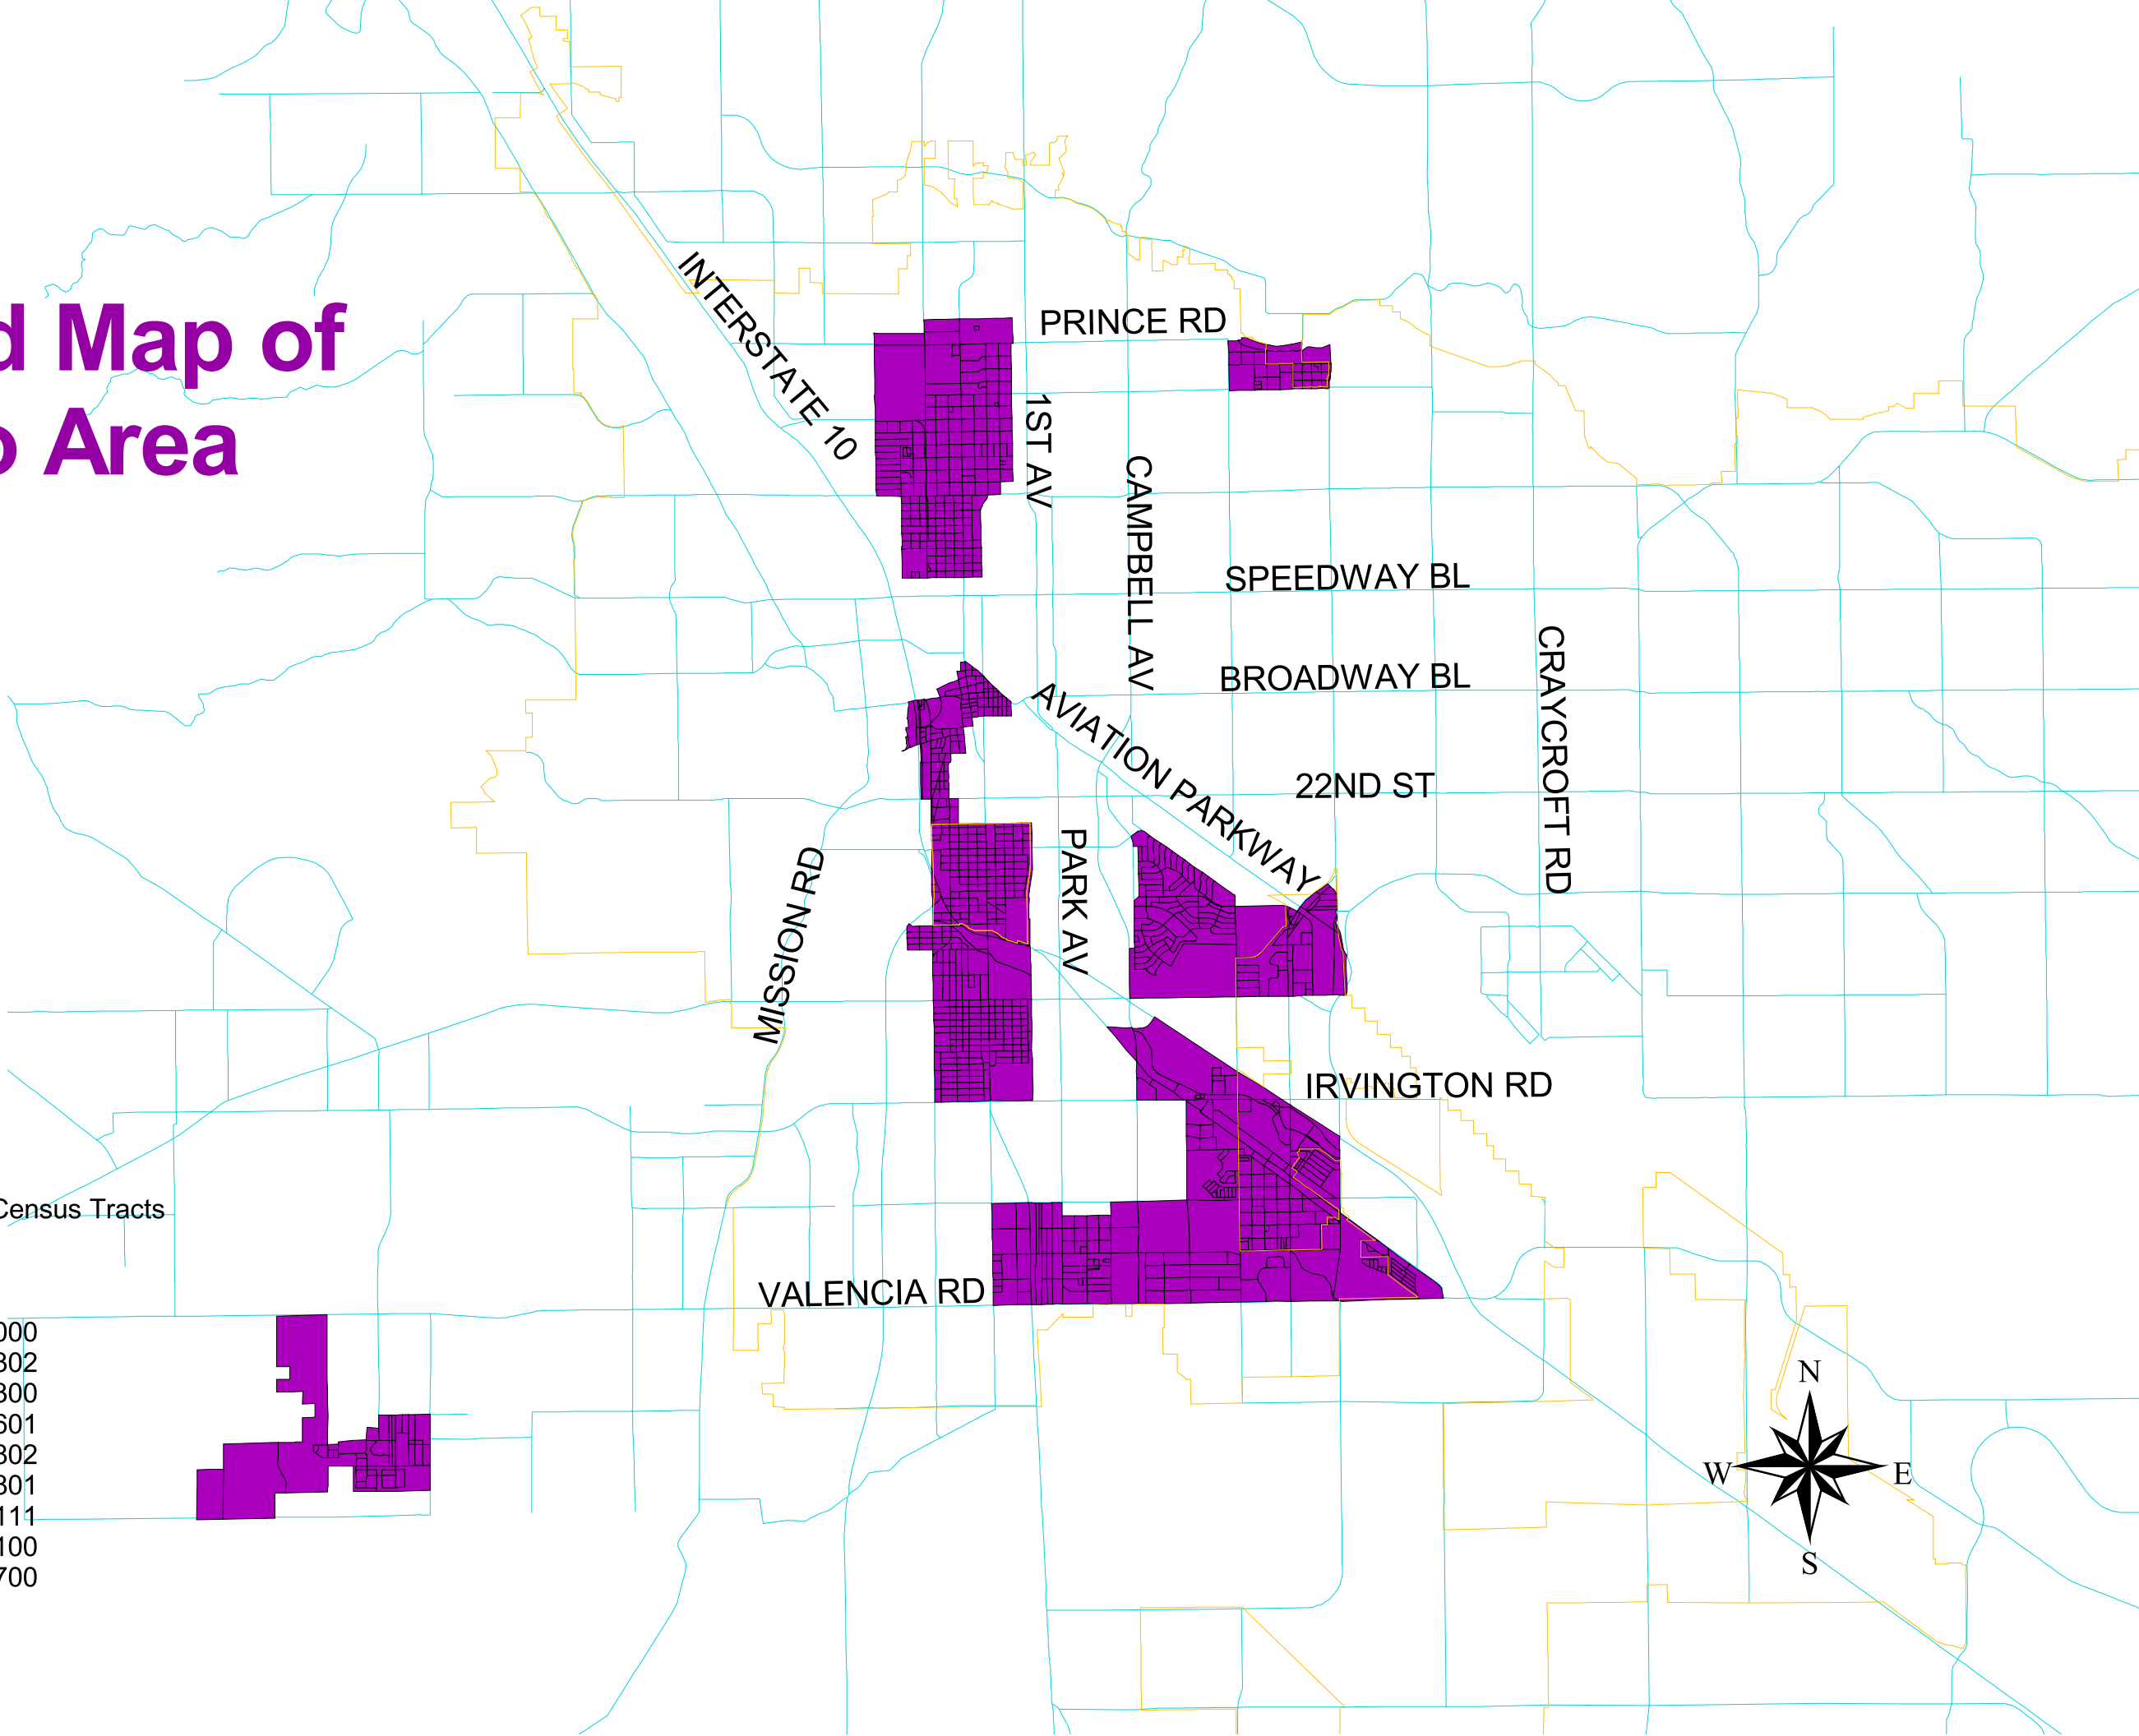 d Map of
Area
INTERSTATE 10
PRINCE RD
1ST AV
CAMPBELL AV
SPEEDWAY BL
BROADWAY BL
CRAYCROFT RD
AVIATION PARKWAY
22ND ST
MISSION RD
PARK AV
IRVINGTON RD
Census Tracts
VALENCIA RD
000
302
300
601
302
301
111
100
700
N
W
E
S